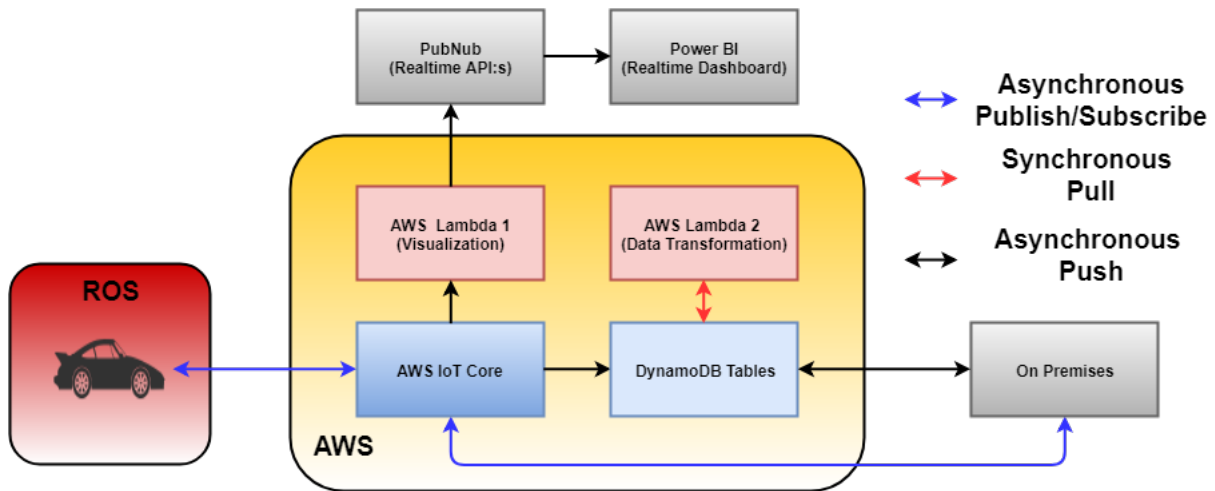 PubNub
(Realtime API:s)
Power BI
(Realtime Dashboard)
Asynchronous
Publish/Subscribe
Synchronous
Pull
Asynchronous
Push
AWS Lambda 1
(Visualization)
AWS Lambda 2
(Data Transformation)
ROS
AWS IoT Core
DynamoDB Tables
On Premises
AWS